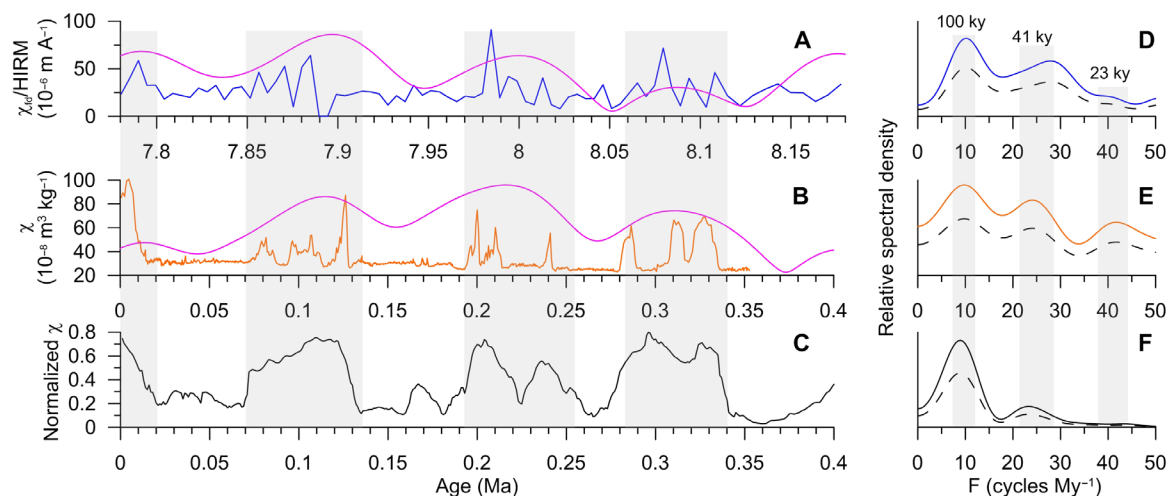 χfd/HIRM
(10⁻⁶ m A⁻¹)
100
50
0
A
7.8 7.85 7.9 7.95 8 8.05 8.1 8.15
χ
(10⁻⁸ m³ kg⁻¹)
100
80
60
40
20
B
0 0.05 0.1 0.15 0.2 0.25 0.3 0.35 0.4
Normalized χ
0.8
0.6
0.4
0.2
0
C
0 0.05 0.1 0.15 0.2 0.25 0.3 0.35 0.4
Age (Ma)
Relative spectral density
100 ky
41 ky
23 ky
D
0 10 20 30 40 50
E
0 10 20 30 40 50
F
0 10 20 30 40 50
F (cycles My⁻¹)